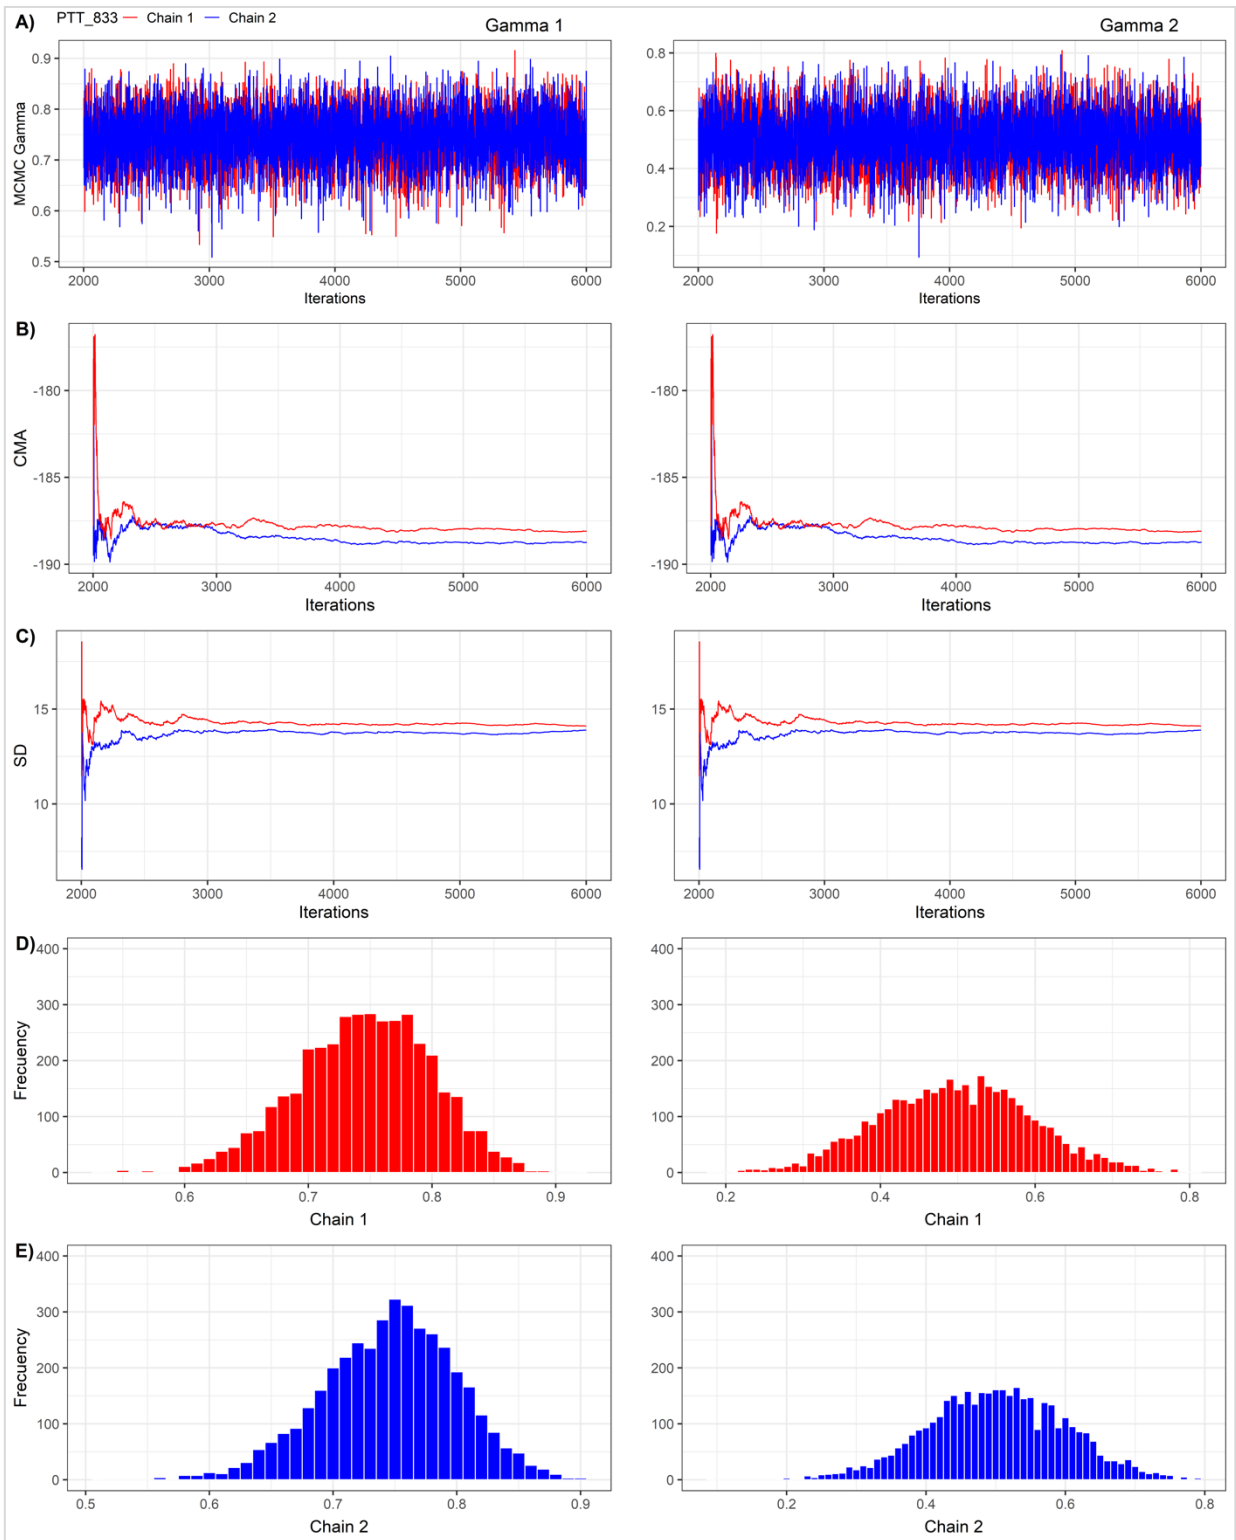 A) PTT_833 Chain 1 Chain 2 Gamma 1 Gamma 2
MCMC Gamma
0.9
0.8
0.7
0.6
0.5
2000 3000 4000 5000 6000
Iterations
0.8
0.6
0.4
0.2
2000 3000 4000 5000 6000
Iterations
B)
CMA
-180
-185
-190
2000 3000 4000 5000 6000
Iterations
-180
-185
-190
2000 3000 4000 5000 6000
Iterations
C)
SD
15
10
2000 3000 4000 5000 6000
Iterations
15
10
2000 3000 4000 5000 6000
Iterations
D)
Frecuency
400
300
200
100
0
0.6 0.7 0.8 0.9
Chain 1
400
300
200
100
0
0.2 0.4 0.6 0.8
Chain 1
E)
Frecuency
400
300
200
100
0
0.5 0.6 0.7 0.8 0.9
Chain 2
400
300
200
100
0
0.2 0.4 0.6 0.8
Chain 2